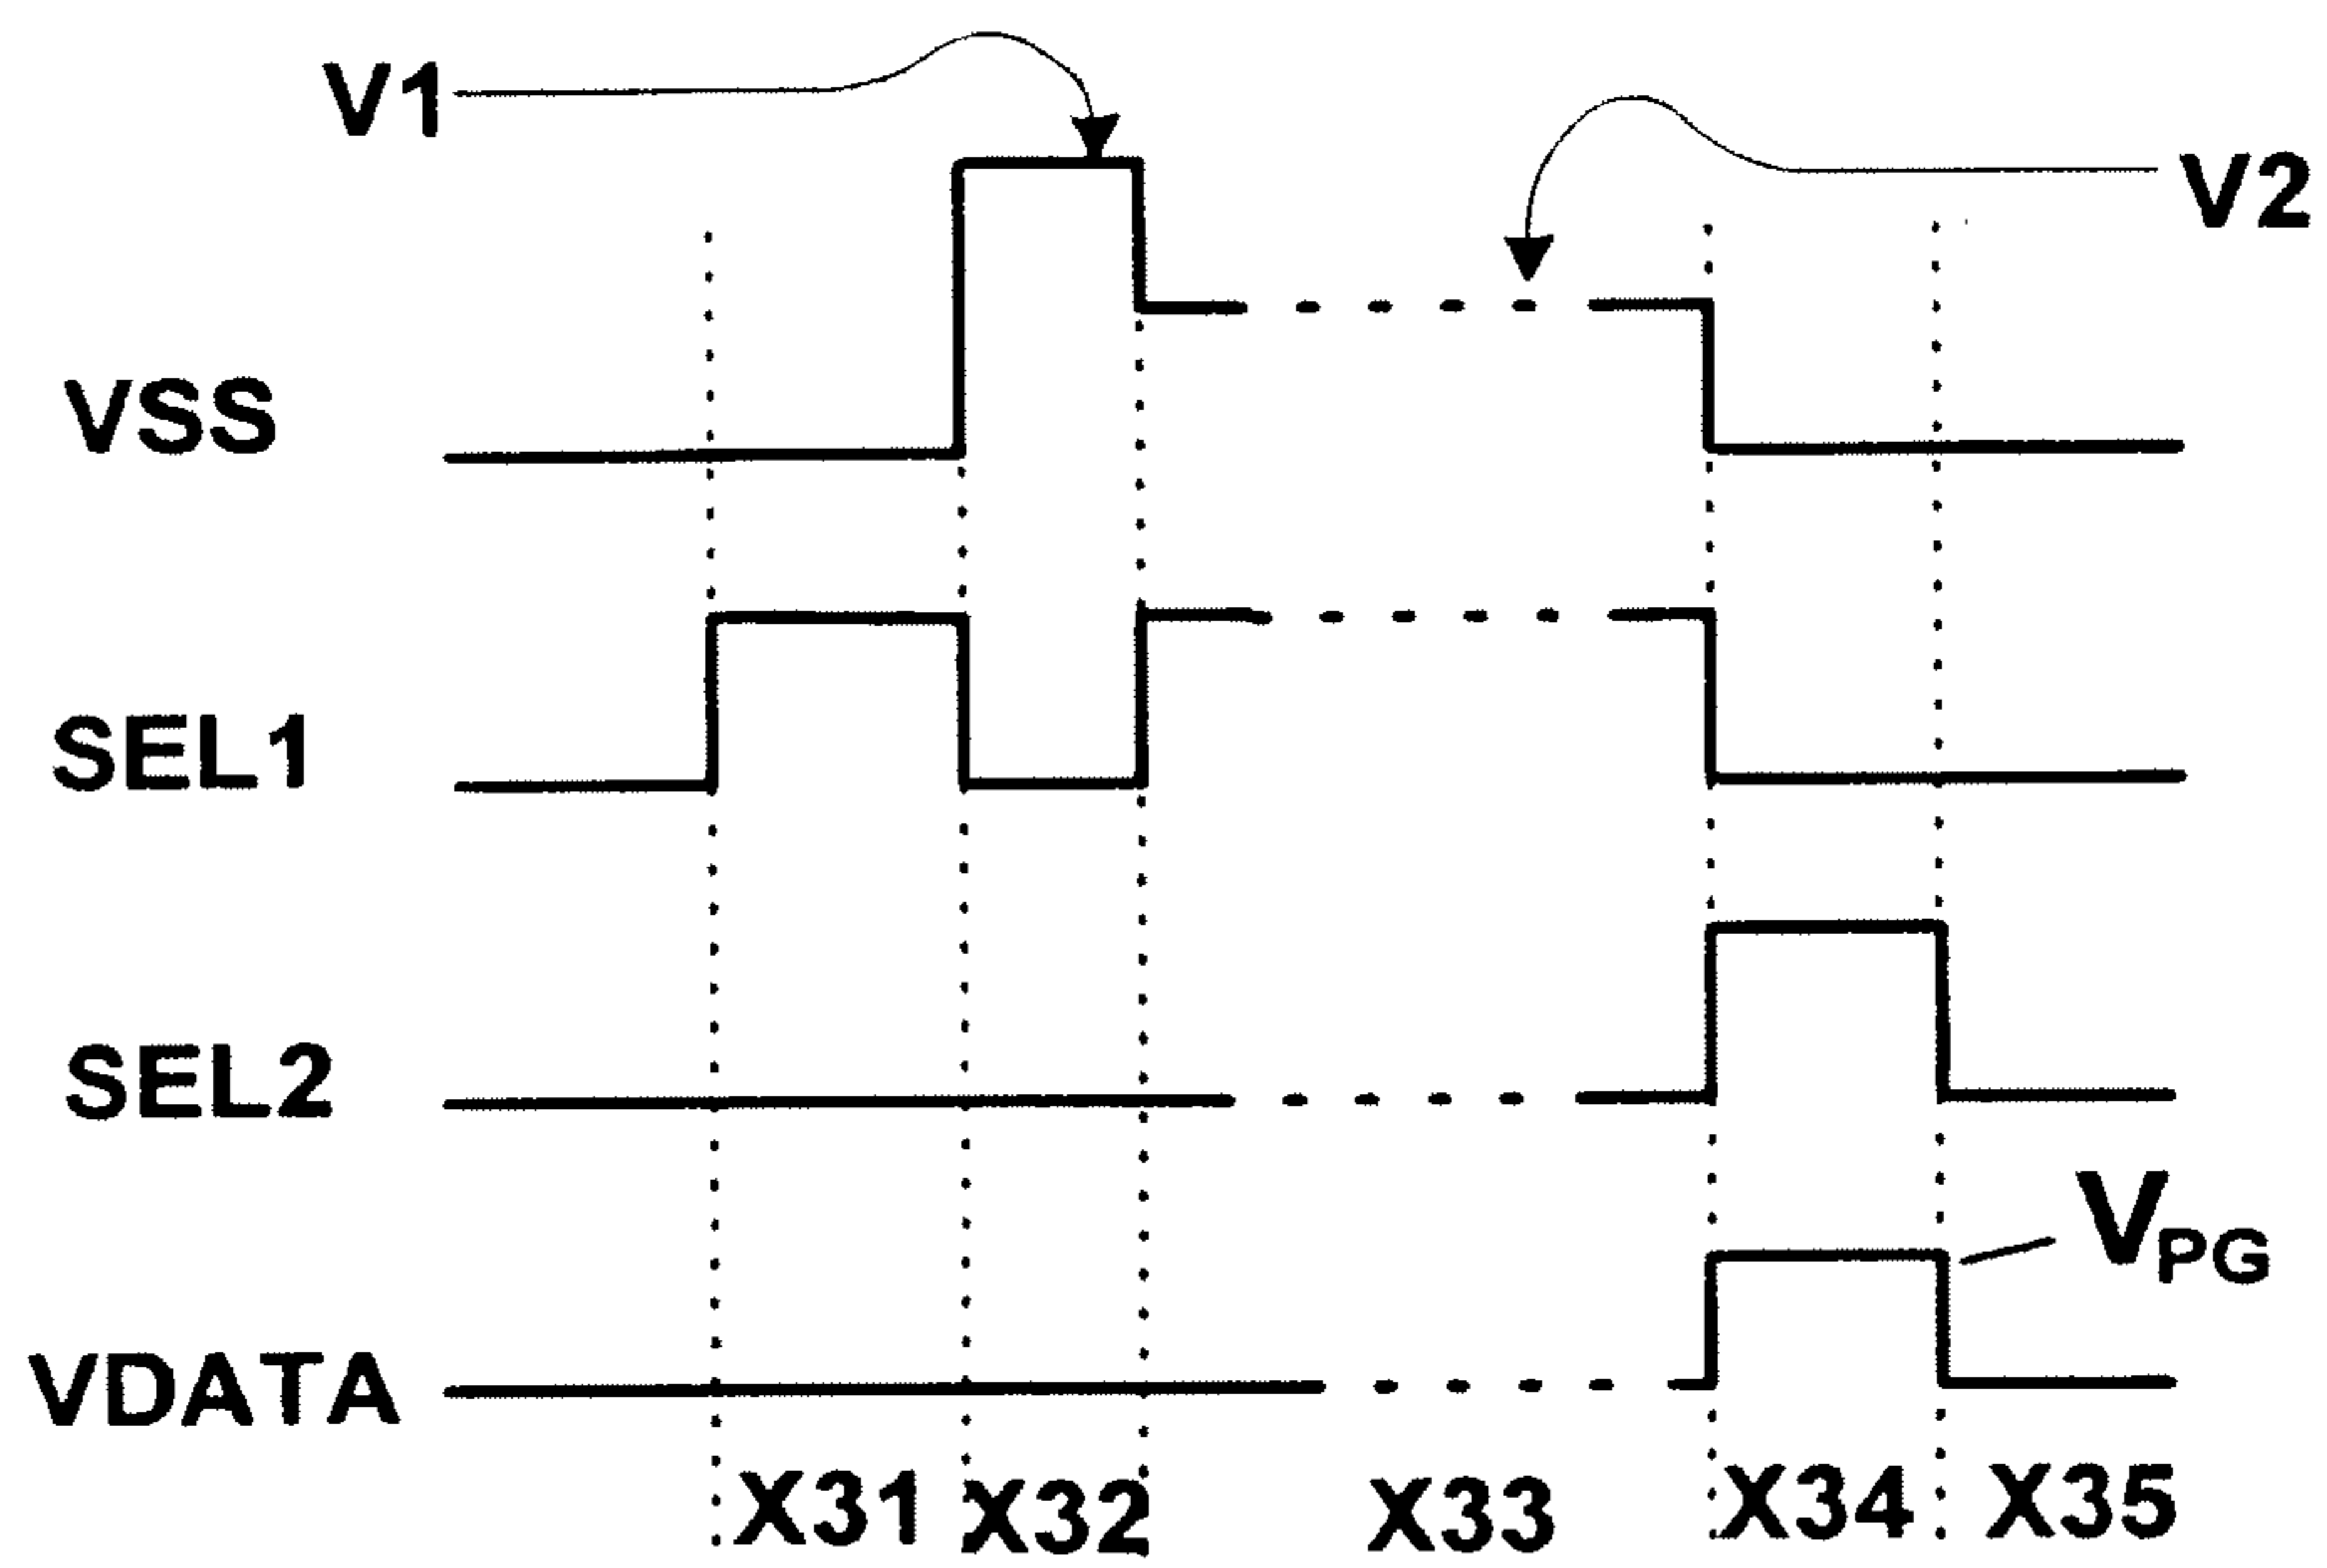 V1
V2
VSS
SEL1
SEL2
VPG
VDATA
X31 X32 X33 X34 X35